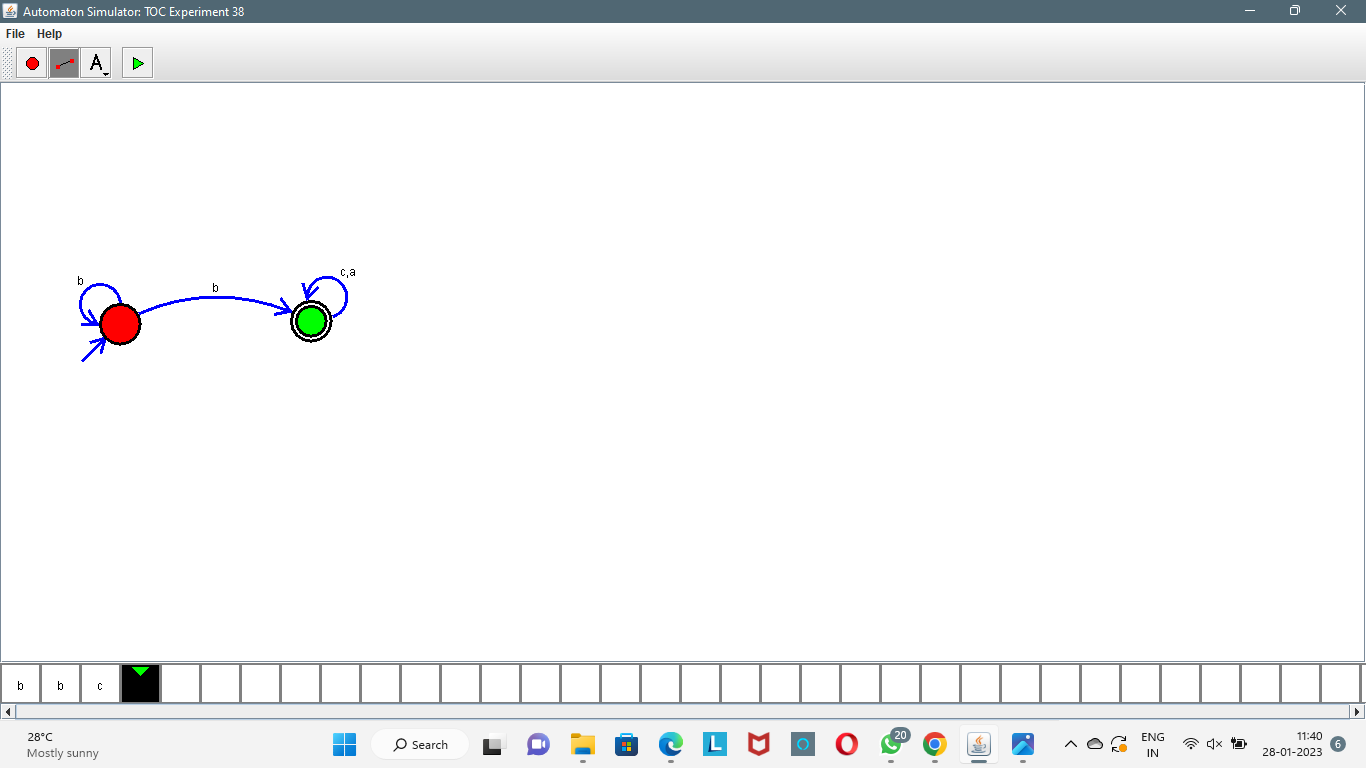 Automaton Simulator: TOC Experiment 38
File Help
A
b
b
c,a
b b c
28°C
Mostly sunny
Search
L
20
ENG
IN
11:40
28-01-2023
6